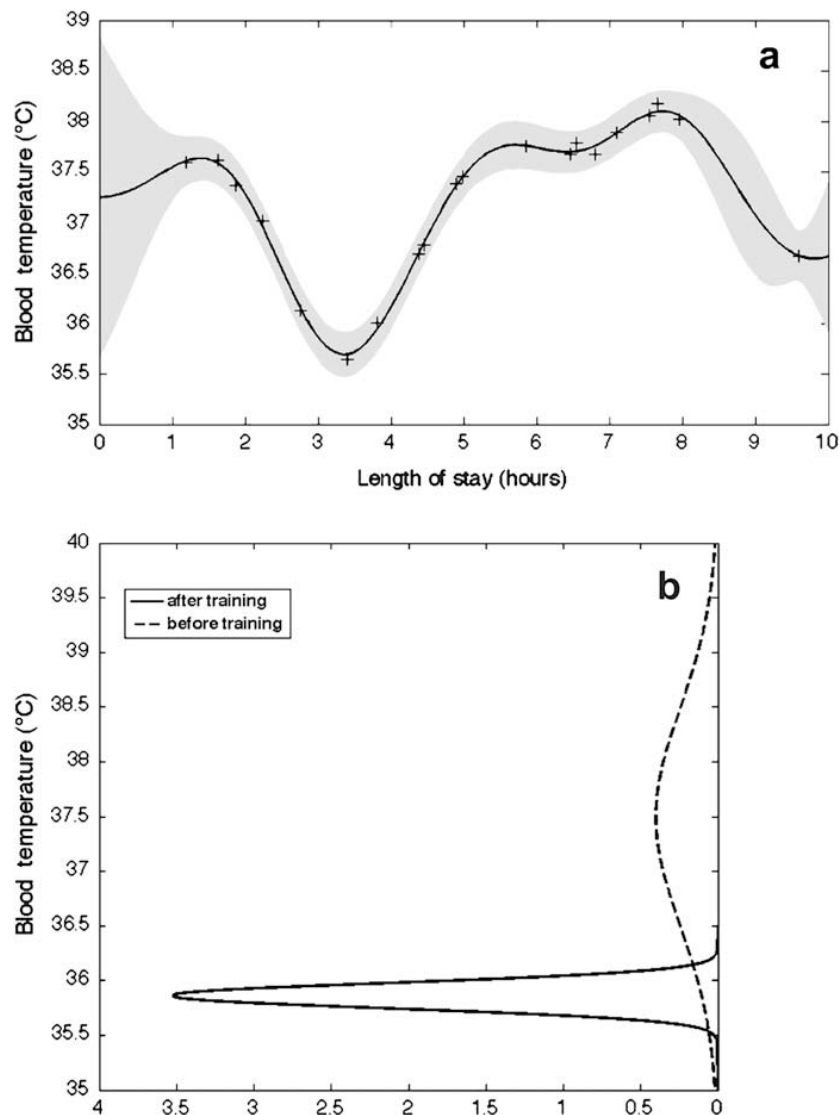 a
39
38.5
38
37.5
37
36.5
36
35.5
35
Blood temperature (°C)
0 1 2 3 4 5 6 7 8 9 10
Length of stay (hours)
b
after training
before training
40
39.5
39
38.5
38
37.5
37
36.5
36
35.5
35
Blood temperature (°C)
4 3.5 3 2.5 2 1.5 1 0.5 0